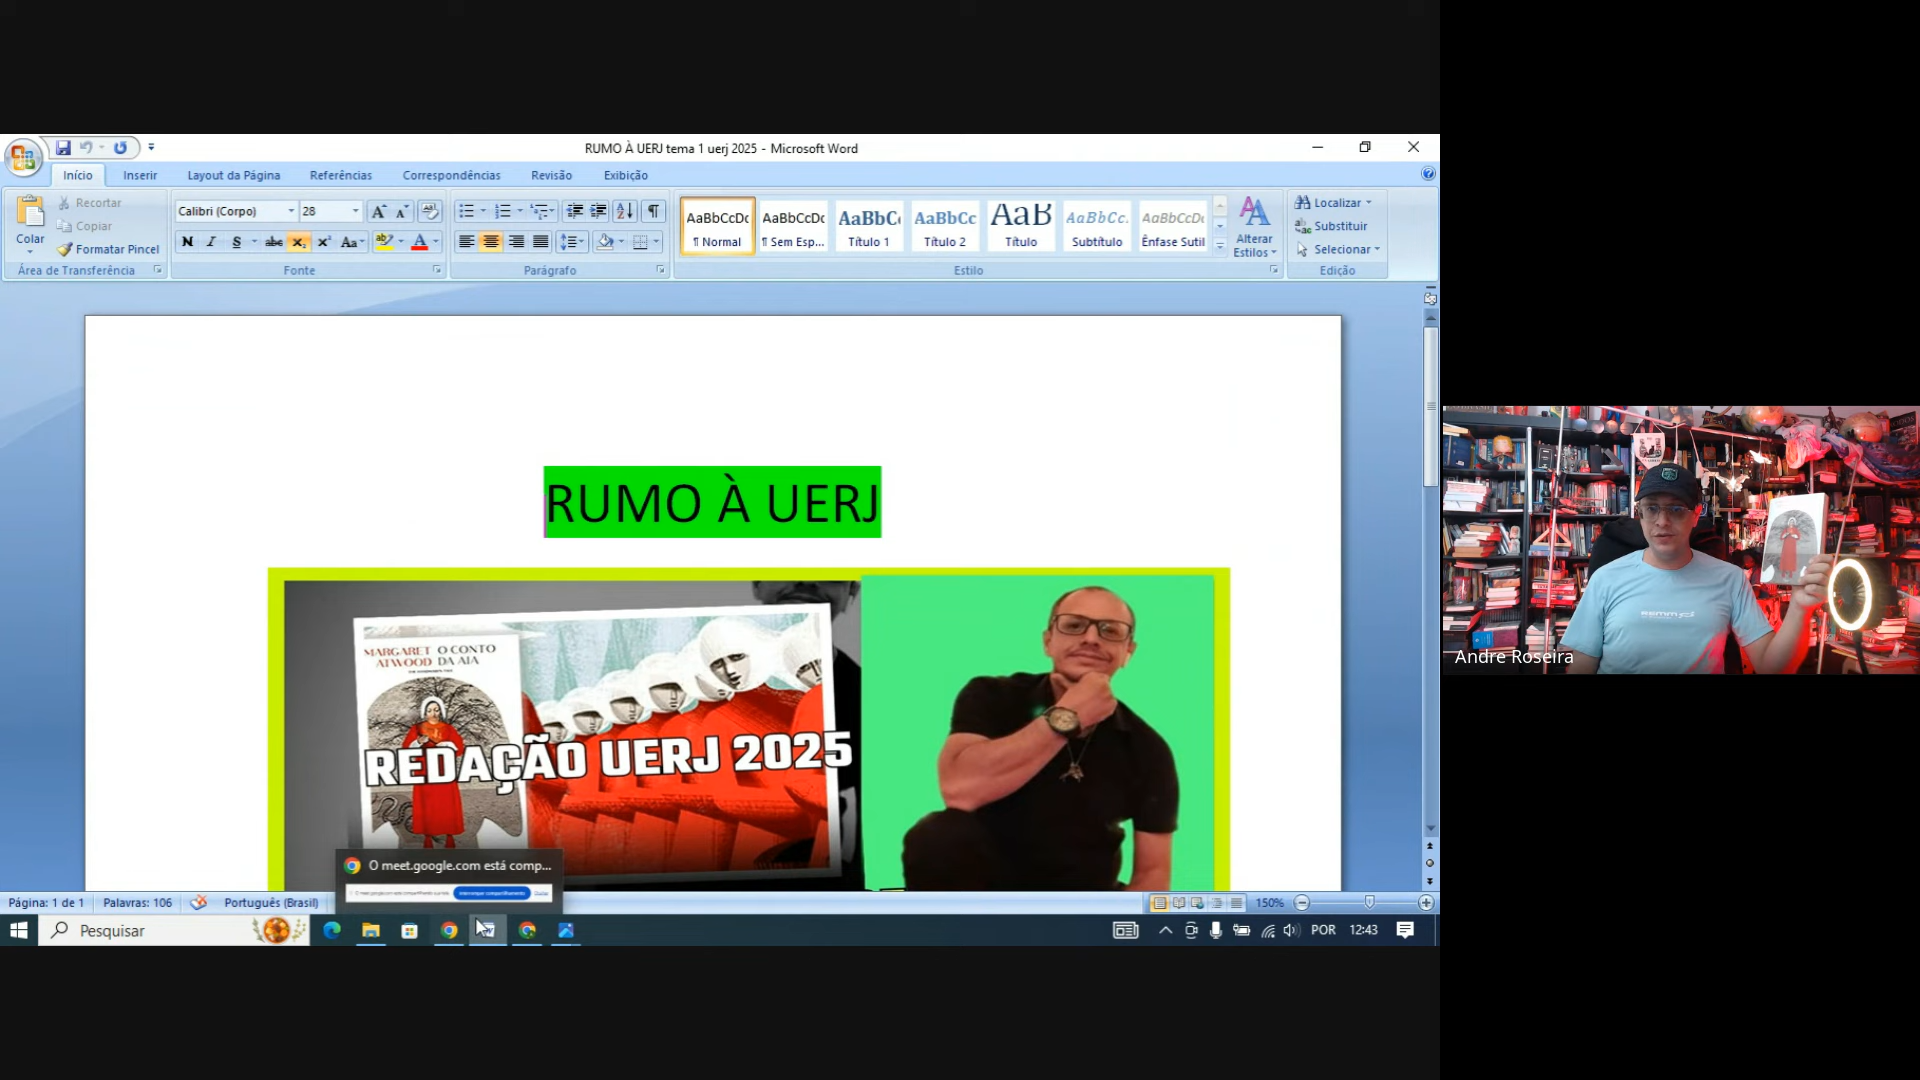 RUMO À UERJ tema 1 uerj 2025 - Microsoft Word
Início
Inserir
Layout da Página
Referências
Correspondências
Revisão
Exibição
Colar
Recortar
Copiar
Formatar Pincel
Área de Transferência
Calibri (Corpo)
28
N I S abc X₂ X² Aa
Fonte
Parágrafo
AaBbCcDc
¶ Normal
AaBbCcDc
¶ Sem Esp...
AaBbC
Título 1
AaBbCc
Título 2
AaB
Título
AaBbCc.
Subtítulo
AaBbCcDc
Ênfase Sutil
Alterar
Estilos
Estilo
Localizar
Substituir
Selecionar
Edição
RUMO À UERJ
MARGARET O CONTO
ATWOOD DA AIA
REDAÇÃO UERJ 2025
O meet.google.com está comp...
Página: 1 de 1
Palavras: 106
Português (Brasil)
150%
Pesquisar
POR
12:43
Andre Roseira